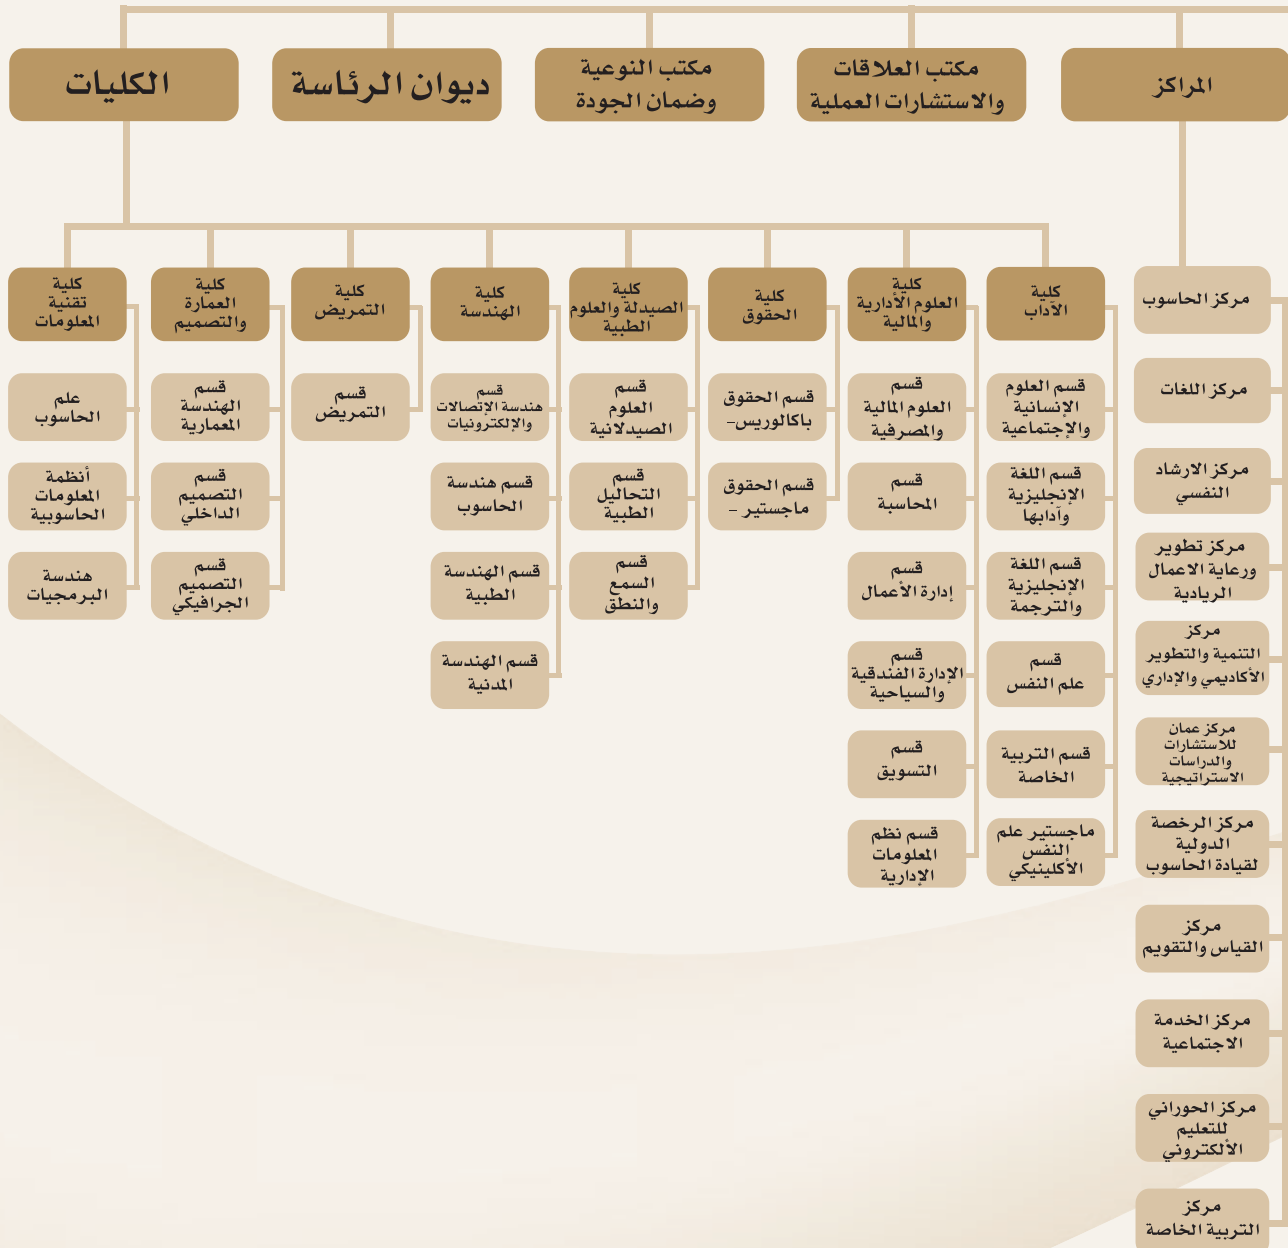 المراكز
مكتب العلاقات
والاستشارات العملية
مكتب النوعية
وضمان الجودة
ديوان الرئاسة
الكليات
مركز الحاسوب
مركز اللغات
مركز الارشاد
النفسي
مركز تطوير
ورعاية الاعمال
الريادية
مركز
التنمية والتطوير
الأكاديمي والإداري
مركز عمان
للاستشارات
والدراسات
الاستراتيجية
مركز الرخصة
الدولية
لقيادة الحاسوب
مركز
القياس والتقويم
مركز الخدمة
الاجتماعية
مركز الحوراني
للتعليم
الألكتروني
مركز
التربية الخاصة
كلية
الآداب
قسم العلوم
الإنسانية
والإجتماعية
قسم اللغة
الإنجليزية
وآدابها
قسم اللغة
الإنجليزية
والترجمة
قسم
علم النفس
قسم التربية
الخاصة
ماجستير علم
النفس
الأكلينيكي
كلية
العلوم الأدارية
والمالية
قسم
العلوم المالية
والمصرفية
قسم
المحاسبة
قسم
إدارة الأعمال
قسم
الإدارة الفندقية
والسياحية
قسم
التسويق
قسم نظم
المعلومات
الإدارية
كلية
الحقوق
قسم الحقوق
باكالوريس-
قسم الحقوق
ماجستير -
كلية
الصيدلة والعلوم
الطبية
قسم
العلوم
الصيدلانية
قسم
التحاليل
الطبية
قسم
السمع
والنطق
كلية
الهندسة
قسم
هندسة الإتصالات
والإلكترونيات
قسم هندسة
الحاسوب
قسم الهندسة
الطبية
قسم الهندسة
المدنية
كلية
التمريض
قسم
التمريض
كلية
العمارة
والتصميم
قسم
الهندسة
المعمارية
قسم
التصميم
الداخلي
قسم
التصميم
الجرافيكي
كلية
تقنية
المعلومات
علم
الحاسوب
أنظمة
المعلومات
الحاسوبية
هندسة
البرمجيات